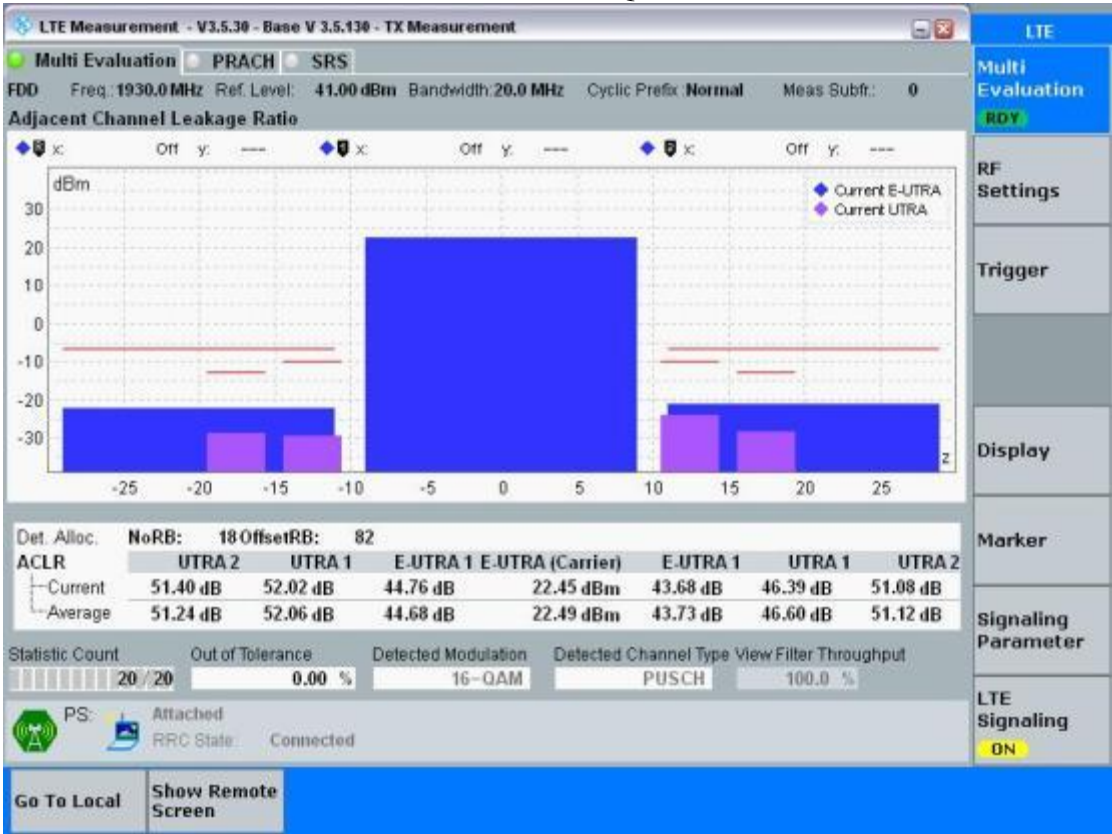 LTE Measurement - V3.5.30 - Base V 3.5.130 - TX Measurement
LTE
Multi Evaluation PRACH SRS
Multi
Evaluation
RDY
FDD Freq.: 1930.0 MHz Ref. Level: 41.00 dBm Bandwidth: 20.0 MHz Cyclic Prefix: Normal Meas Subfr.: 0
Adjacent Channel Leakage Ratio
x: Off y: --- x: Off y: --- x: Off y: ---
dBm
Current E-UTRA
Current UTRA
30
20
10
0
-10
-20
-30
z
-25 -20 -15 -10 -5 0 5 10 15 20 25
RF
Settings
Trigger
Display
Marker
Signaling
Parameter
LTE
Signaling
ON
Det. Alloc. NoRB: 18 OffsetRB: 82
ACLR UTRA 2 UTRA 1 E-UTRA 1 E-UTRA (Carrier) E-UTRA 1 UTRA 1 UTRA 2
Current 51.40 dB 52.02 dB 44.76 dB 22.45 dBm 43.68 dB 46.39 dB 51.08 dB
Average 51.24 dB 52.06 dB 44.68 dB 22.49 dBm 43.73 dB 46.60 dB 51.12 dB
Statistic Count Out of Tolerance Detected Modulation Detected Channel Type View Filter Throughput
20 / 20 0.00 % 16-QAM PUSCH 100.0 %
PS: Attached
RRC State: Connected
Go To Local
Show Remote
Screen